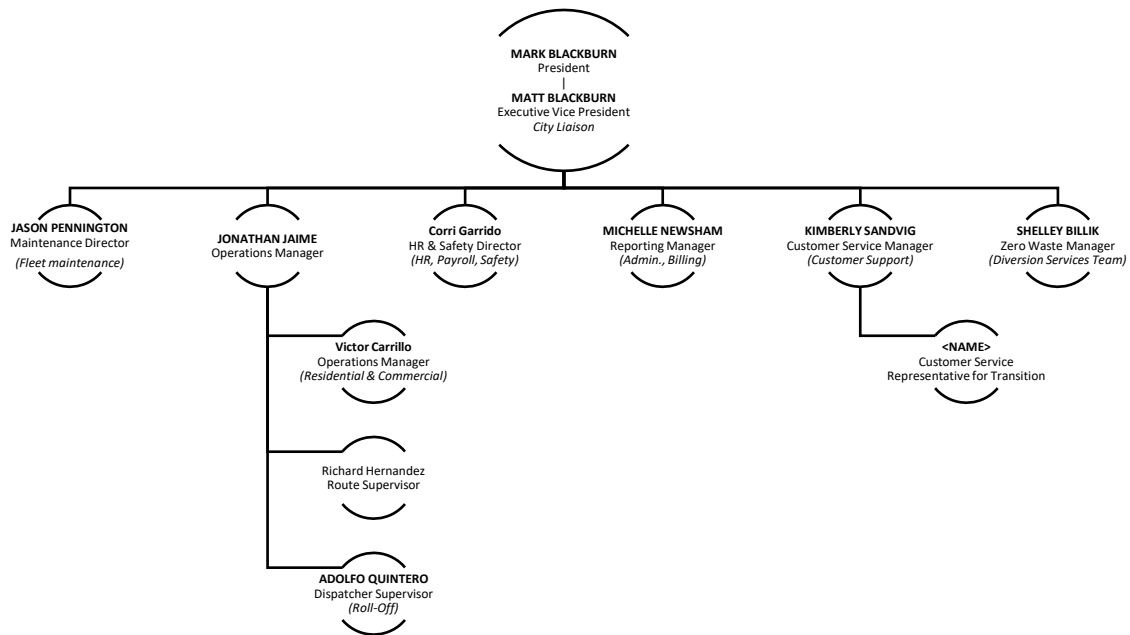 MARK BLACKBURN
President
|
MATT BLACKBURN
Executive Vice President
City Liaison
JASON PENNINGTON
Maintenance Director
(Fleet maintenance)
JONATHAN JAIME
Operations Manager
Corri Garrido
HR & Safety Director
(HR, Payroll, Safety)
MICHELLE NEWSHAM
Reporting Manager
(Admin., Billing)
KIMBERLY SANDVIG
Customer Service Manager
(Customer Support)
SHELLEY BILLIK
Zero Waste Manager
(Diversion Services Team)
Victor Carrillo
Operations Manager
(Residential & Commercial)
<NAME>
Customer Service
Representative for Transition
Richard Hernandez
Route Supervisor
ADOLFO QUINTERO
Dispatcher Supervisor
(Roll-Off)